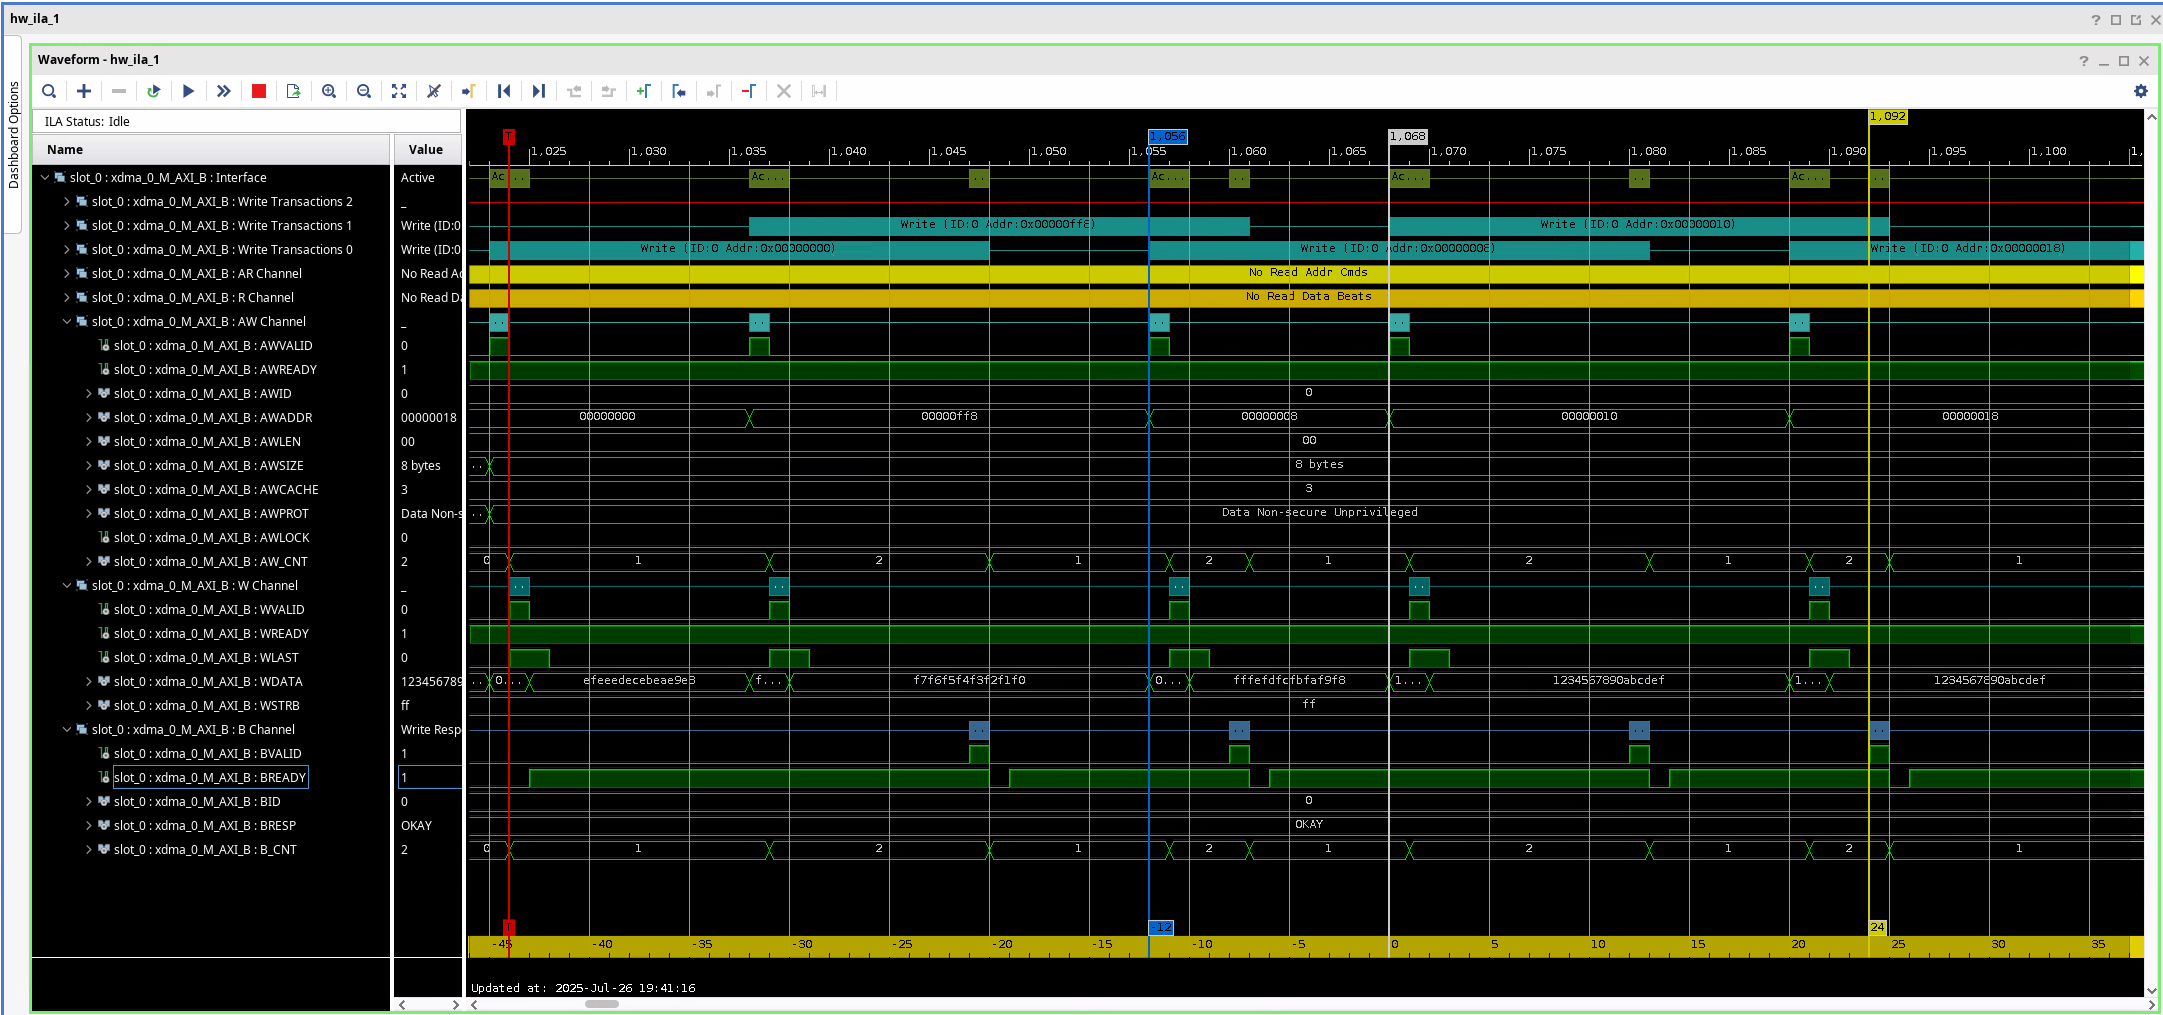 hw_ila_1
Dashboard Options
Waveform - hw_ila_1
ILA Status: Idle
Name Value
1,092
1,056 1,068
T 1,025 1,030 1,035 1,040 1,045 1,050 1,055 1,060 1,065 1,070 1,075 1,080 1,085 1,090 1,095 1,100 1,
slot_0 : xdma_0_M_AXI_B : Interface Active Ac ... Ac... .. Ac... .. Ac... .. Ac... ..
slot_0 : xdma_0_M_AXI_B : Write Transactions 2 _
slot_0 : xdma_0_M_AXI_B : Write Transactions 1 Write (ID:0 Write (ID:0 Addr:0x00000ff8) Write (ID:0 Addr:0x00000010)
slot_0 : xdma_0_M_AXI_B : Write Transactions 0 Write (ID:0 Write (ID:0 Addr:0x00000000) Write (ID:0 Addr:0x00000008) Write (ID:0 Addr:0x00000018)
slot_0 : xdma_0_M_AXI_B : AR Channel No Read Ad No Read Addr Cmds
slot_0 : xdma_0_M_AXI_B : R Channel No Read Da No Read Data Beats
slot_0 : xdma_0_M_AXI_B : AW Channel _ .. .. .. .. ..
slot_0 : xdma_0_M_AXI_B : AWVALID 0
slot_0 : xdma_0_M_AXI_B : AWREADY 1
slot_0 : xdma_0_M_AXI_B : AWID 0 0
slot_0 : xdma_0_M_AXI_B : AWADDR 00000018 00000000 00000ff8 00000008 00000010 00000018
slot_0 : xdma_0_M_AXI_B : AWLEN 00 00
slot_0 : xdma_0_M_AXI_B : AWSIZE 8 bytes .. 8 bytes
slot_0 : xdma_0_M_AXI_B : AWCACHE 3 3
slot_0 : xdma_0_M_AXI_B : AWPROT Data Non-s .. Data Non-secure Unprivileged
slot_0 : xdma_0_M_AXI_B : AWLOCK 0
slot_0 : xdma_0_M_AXI_B : AW_CNT 2 0 1 2 1 2 1 2 1 2 1
slot_0 : xdma_0_M_AXI_B : W Channel _ .. .. .. .. ..
slot_0 : xdma_0_M_AXI_B : WVALID 0
slot_0 : xdma_0_M_AXI_B : WREADY 1
slot_0 : xdma_0_M_AXI_B : WLAST 0
slot_0 : xdma_0_M_AXI_B : WDATA 123456789 .. 0... efeeedecebeae9e8 f... f7f6f5f4f3f2f1f0 0... fffefdfcfbfaf9f8 1... 1234567890abcdef 1... 1234567890abcdef
slot_0 : xdma_0_M_AXI_B : WSTRB ff ff
slot_0 : xdma_0_M_AXI_B : B Channel Write Resp .. .. .. ..
slot_0 : xdma_0_M_AXI_B : BVALID 1
slot_0 : xdma_0_M_AXI_B : BREADY 1
slot_0 : xdma_0_M_AXI_B : BID 0 0
slot_0 : xdma_0_M_AXI_B : BRESP OKAY OKAY
slot_0 : xdma_0_M_AXI_B : B_CNT 2 0 1 2 1 2 1 2 1 2 1
T -12 24
-45 -40 -35 -30 -25 -20 -15 -10 -5 0 5 10 15 20 25 30 35
Updated at: 2025-Jul-26 19:41:16